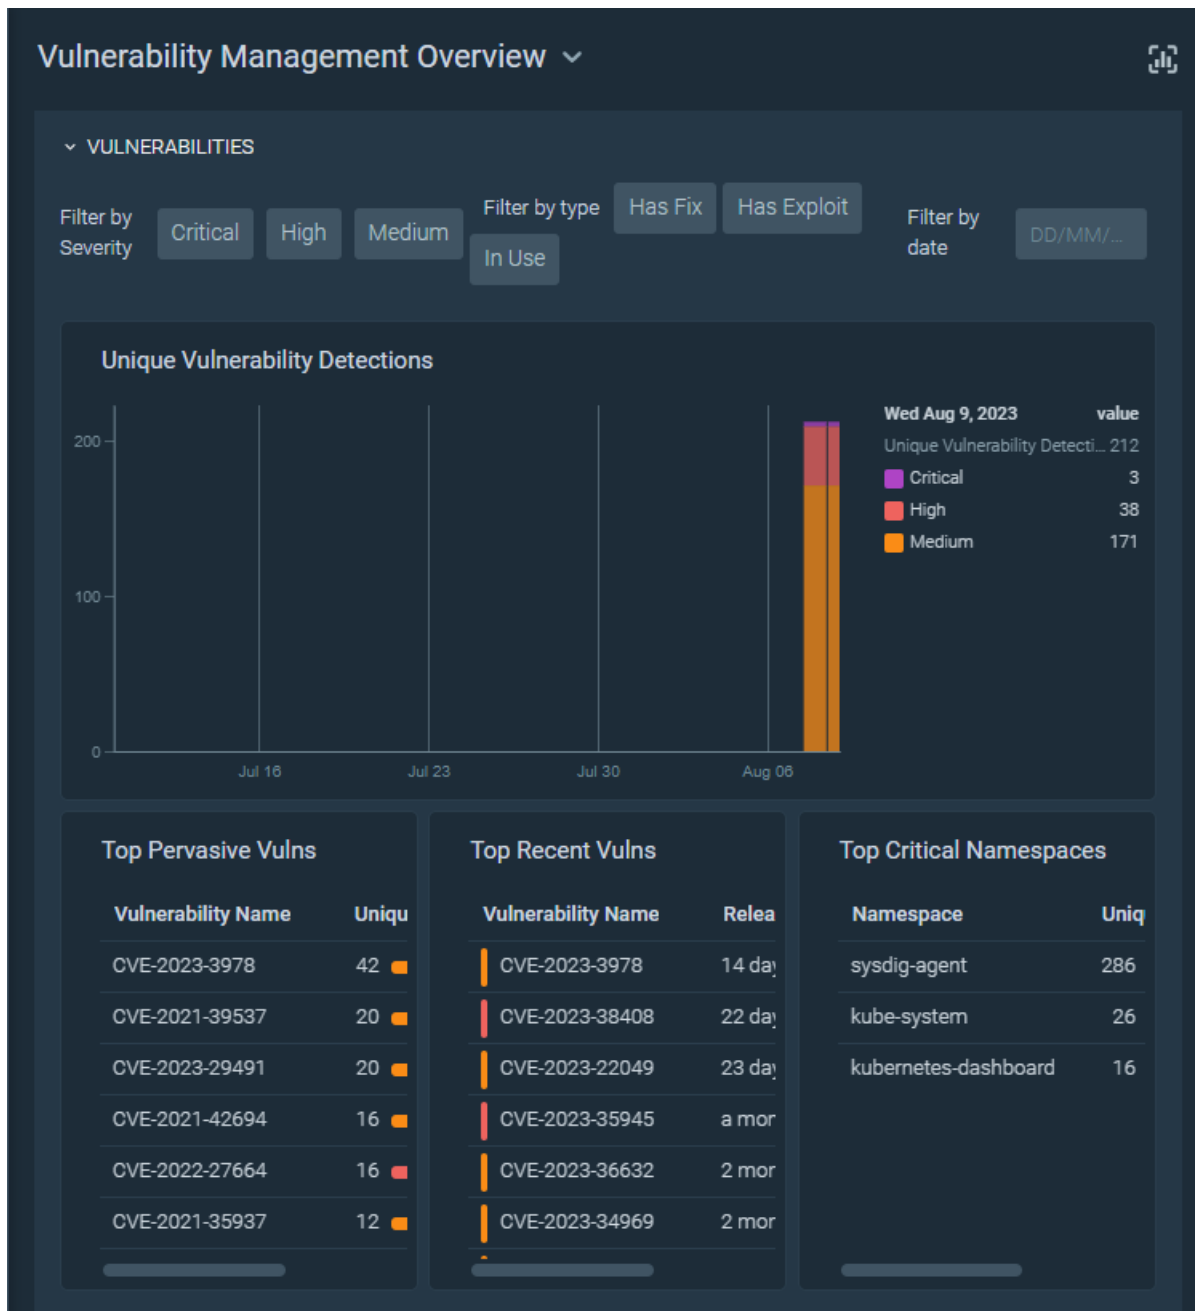 Vulnerability Management Overview
VULNERABILITIES
Filter by Severity
Critical
High
Medium
Filter by type
Has Fix
Has Exploit
In Use
Filter by date
DD/MM/...
Unique Vulnerability Detections
200
100
0
Jul 16
Jul 23
Jul 30
Aug 06
Wed Aug 9, 2023 value
Unique Vulnerability Detecti... 212
Critical 3
High 38
Medium 171
Top Pervasive Vulns
Vulnerability Name Uniqu
CVE-2023-3978 42
CVE-2021-39537 20
CVE-2023-29491 20
CVE-2021-42694 16
CVE-2022-27664 16
CVE-2021-35937 12
Top Recent Vulns
Vulnerability Name Relea
CVE-2023-3978 14 day
CVE-2023-38408 22 day
CVE-2023-22049 23 day
CVE-2023-35945 a mor
CVE-2023-36632 2 mor
CVE-2023-34969 2 mor
Top Critical Namespaces
Namespace Uniq
sysdig-agent 286
kube-system 26
kubernetes-dashboard 16